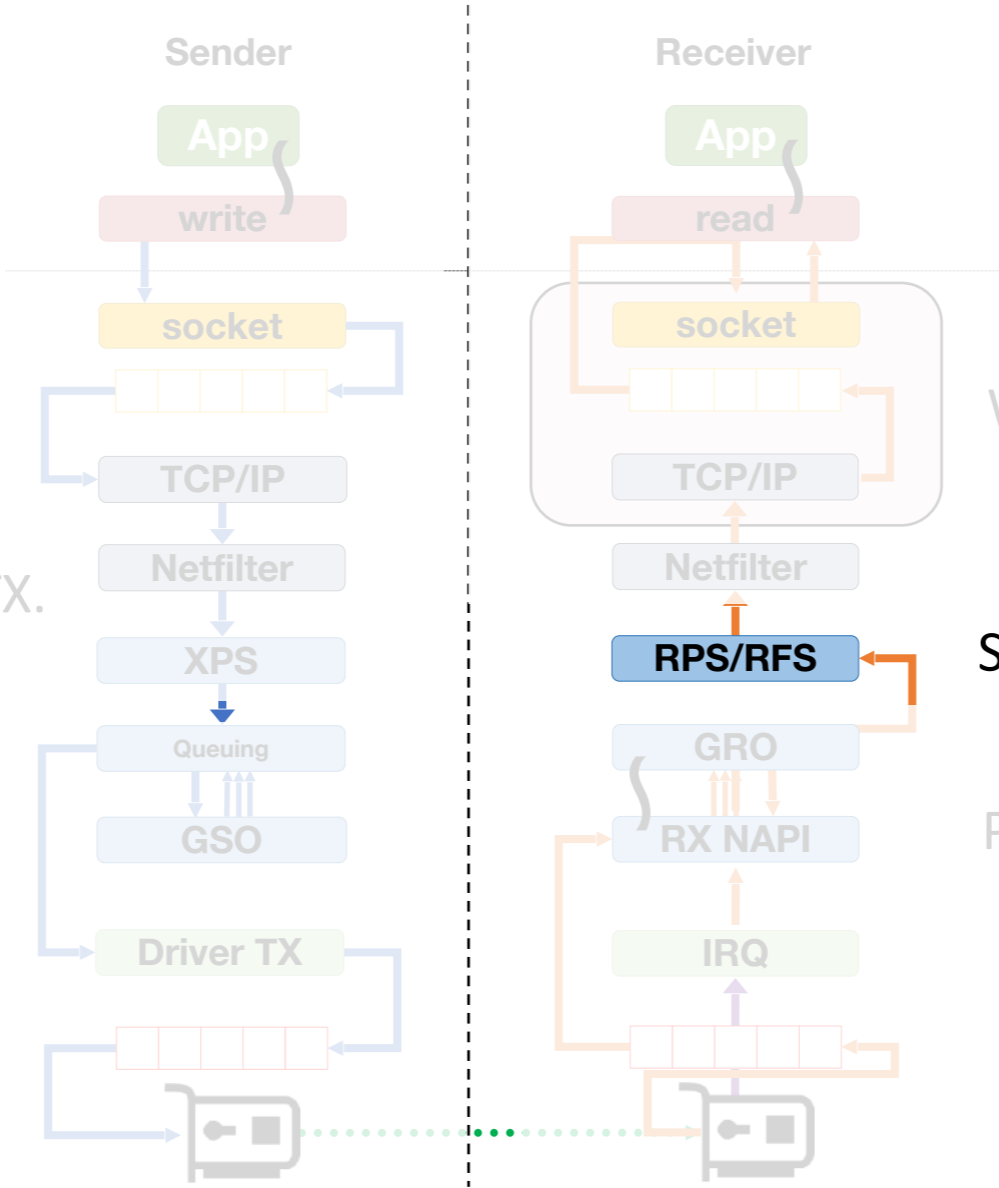 Sender
App
write
socket
TCP/IP
Netfilter
XPS
Queuing
GSO
Driver TX
Receiver
App
read
socket
TCP/IP
Netfilter
RPS/RFS
GRO
RX NAPI
IRQ
X.
S